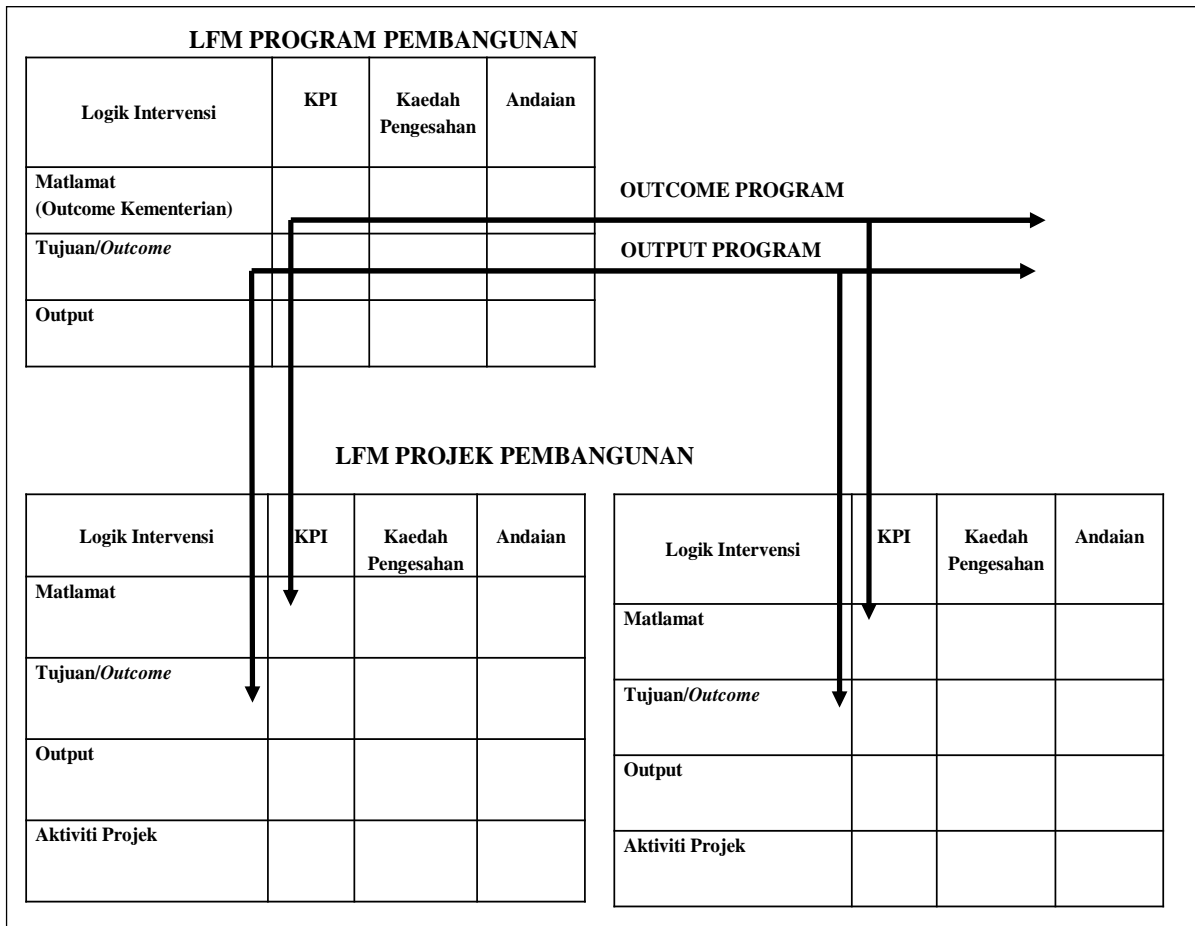 LFM PROGRAM PEMBANGUNAN
Logik Intervensi
KPI
Kaedah
Pengesahan
Andaian
Matlamat
(Outcome Kementerian)
Tujuan/Outcome
Output
OUTCOME PROGRAM
OUTPUT PROGRAM
LFM PROJEK PEMBANGUNAN
Logik Intervensi
KPI
Kaedah
Pengesahan
Andaian
Matlamat
Tujuan/Outcome
Output
Aktiviti Projek
Logik Intervensi
KPI
Kaedah
Pengesahan
Andaian
Matlamat
Tujuan/Outcome
Output
Aktiviti Projek